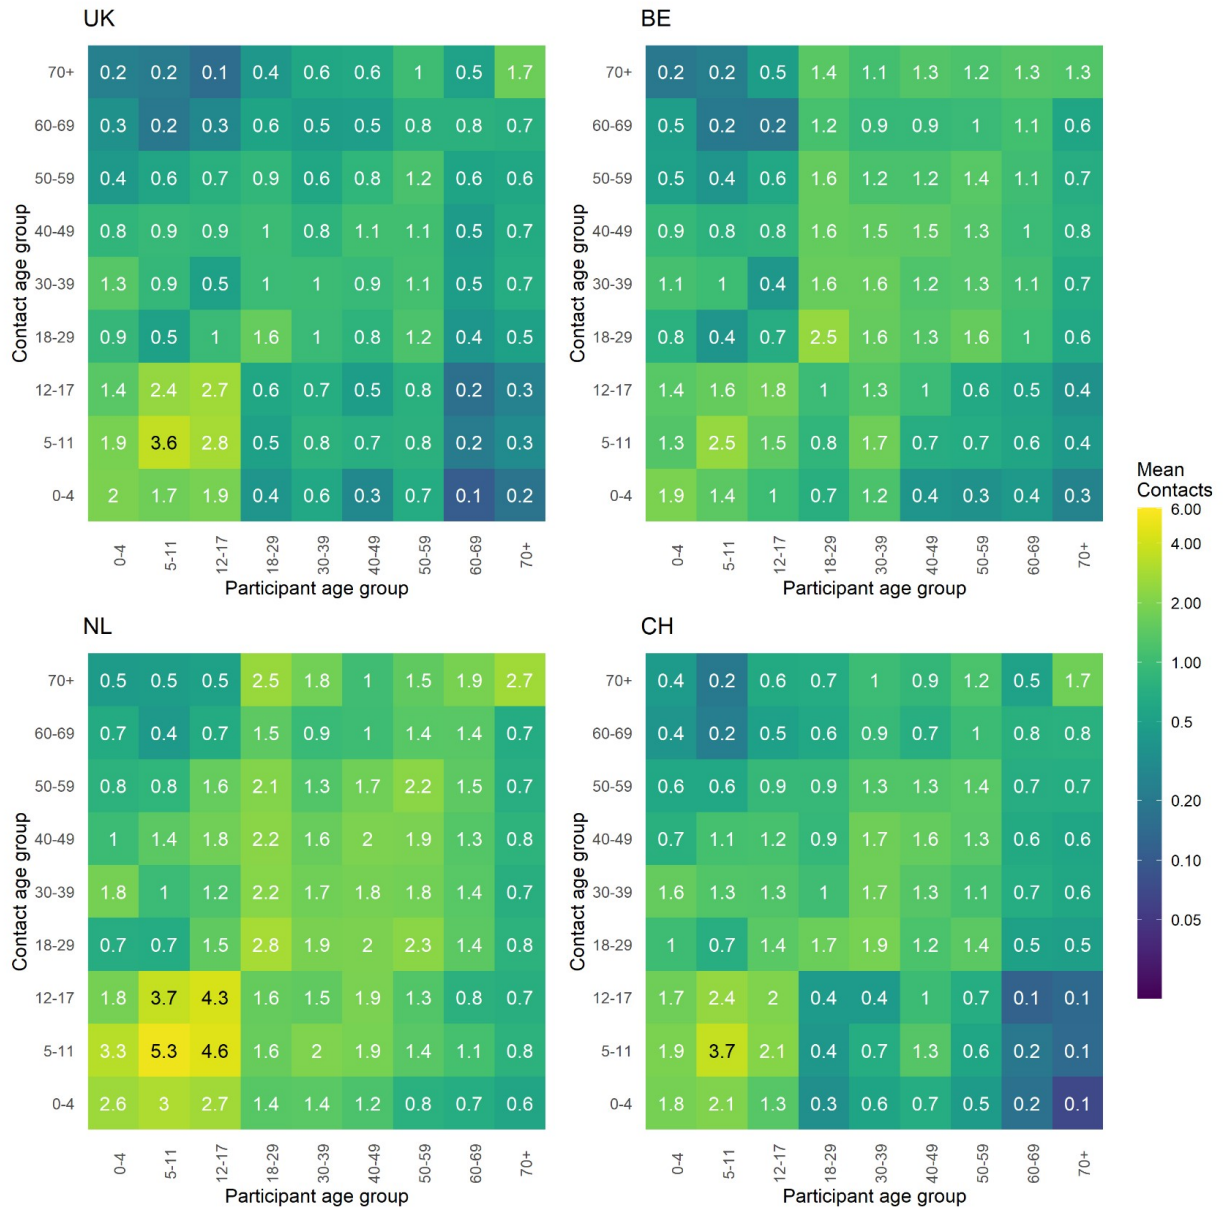 UK
70+ 0.2 0.2 0.1 0.4 0.6 0.6 1 0.5 1.7
60-69 0.3 0.2 0.3 0.6 0.5 0.5 0.8 0.8 0.7
50-59 0.4 0.6 0.7 0.9 0.6 0.8 1.2 0.6 0.6
40-49 0.8 0.9 0.9 1 0.8 1.1 1.1 0.5 0.7
30-39 1.3 0.9 0.5 1 1 0.9 1.1 0.5 0.7
18-29 0.9 0.5 1 1.6 1 0.8 1.2 0.4 0.5
12-17 1.4 2.4 2.7 0.6 0.7 0.5 0.8 0.2 0.3
5-11 1.9 3.6 2.8 0.5 0.8 0.7 0.8 0.2 0.3
0-4 2 1.7 1.9 0.4 0.6 0.3 0.7 0.1 0.2
Contact age group
0-4 5-11 12-17 18-29 30-39 40-49 50-59 60-69 70+
Participant age group
BE
70+ 0.2 0.2 0.5 1.4 1.1 1.3 1.2 1.3 1.3
60-69 0.5 0.2 0.2 1.2 0.9 0.9 1 1.1 0.6
50-59 0.5 0.4 0.6 1.6 1.2 1.2 1.4 1.1 0.7
40-49 0.9 0.8 0.8 1.6 1.5 1.5 1.3 1 0.8
30-39 1.1 1 0.4 1.6 1.6 1.2 1.3 1.1 0.7
18-29 0.8 0.4 0.7 2.5 1.6 1.3 1.6 1 0.6
12-17 1.4 1.6 1.8 1 1.3 1 0.6 0.5 0.4
5-11 1.3 2.5 1.5 0.8 1.7 0.7 0.7 0.6 0.4
0-4 1.9 1.4 1 0.7 1.2 0.4 0.3 0.4 0.3
Contact age group
0-4 5-11 12-17 18-29 30-39 40-49 50-59 60-69 70+
Participant age group
NL
70+ 0.5 0.5 0.5 2.5 1.8 1 1.5 1.9 2.7
60-69 0.7 0.4 0.7 1.5 0.9 1 1.4 1.4 0.7
50-59 0.8 0.8 1.6 2.1 1.3 1.7 2.2 1.5 0.7
40-49 1 1.4 1.8 2.2 1.6 2 1.9 1.3 0.8
30-39 1.8 1 1.2 2.2 1.7 1.8 1.8 1.4 0.7
18-29 0.7 0.7 1.5 2.8 1.9 2 2.3 1.4 0.8
12-17 1.8 3.7 4.3 1.6 1.5 1.9 1.3 0.8 0.7
5-11 3.3 5.3 4.6 1.6 2 1.9 1.4 1.1 0.8
0-4 2.6 3 2.7 1.4 1.4 1.2 0.8 0.7 0.6
Contact age group
0-4 5-11 12-17 18-29 30-39 40-49 50-59 60-69 70+
Participant age group
CH
70+ 0.4 0.2 0.6 0.7 1 0.9 1.2 0.5 1.7
60-69 0.4 0.2 0.5 0.6 0.9 0.7 1 0.8 0.8
50-59 0.6 0.6 0.9 0.9 1.3 1.3 1.4 0.7 0.7
40-49 0.7 1.1 1.2 0.9 1.7 1.6 1.3 0.6 0.6
30-39 1.6 1.3 1.3 1 1.7 1.3 1.1 0.7 0.6
18-29 1 0.7 1.4 1.7 1.9 1.2 1.4 0.5 0.5
12-17 1.7 2.4 2 0.4 0.4 1 0.7 0.1 0.1
5-11 1.9 3.7 2.1 0.4 0.7 1.3 0.6 0.2 0.1
0-4 1.8 2.1 1.3 0.3 0.6 0.7 0.5 0.2 0.1
Contact age group
0-4 5-11 12-17 18-29 30-39 40-49 50-59 60-69 70+
Participant age group
Mean
Contacts
6.00
4.00
2.00
1.00
0.5
0.20
0.10
0.05